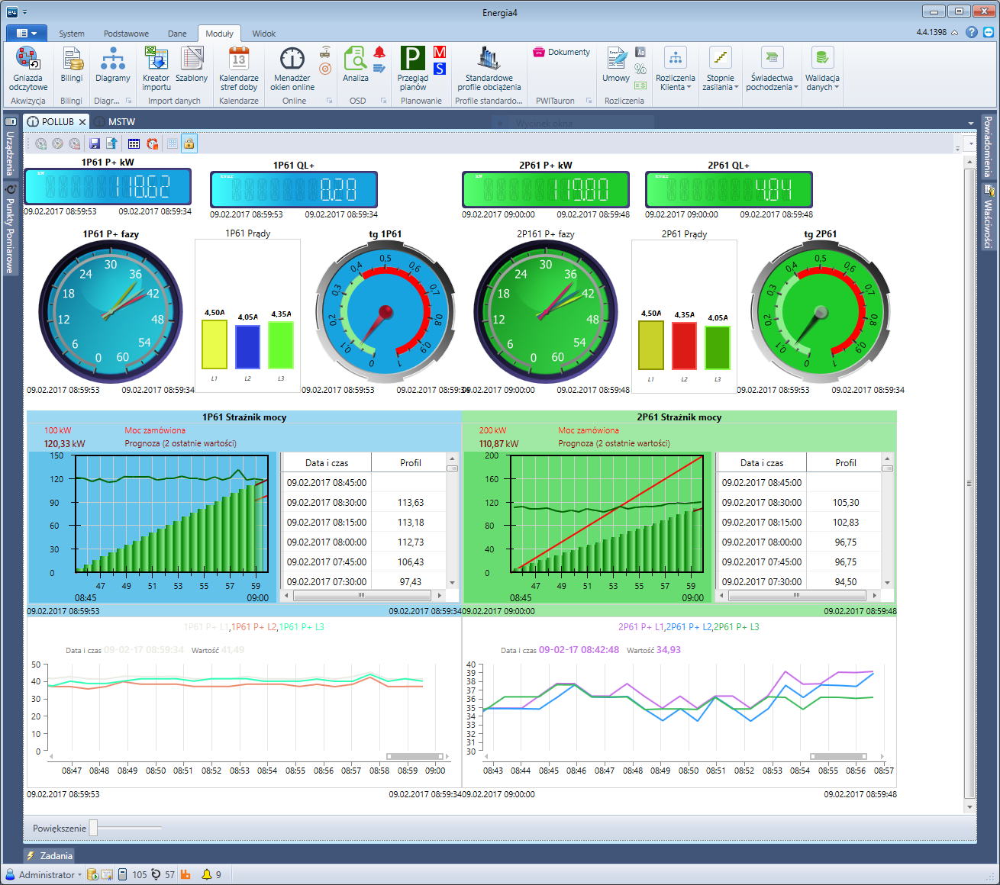 Energia4
System Podstawowe Dane Moduły Widok
4.4.1398
Gniazda odczytowe
Akwizycja
Bilingi
Bilingi
Diagramy
Diagr...
Kreator importu
Szablony
Import danych
13
Kalendarze stref doby
Kalendarze
Menadżer okien online
Online
Analiza
OSD
P
M
S
Przegląd planów
Planowanie
Standardowe profile obciążenia
Profile standardo...
Dokumenty
PWITauron
Umowy
Rozliczenia
Rozliczenia Klienta
Stopnie zasilania
Świadectwa pochodzenia
Walidacja danych
POLLUB
MSTW
Wycinek okna
Urządzenia
Punkty Pomiarowe
Powiadomienia
Właściwości
1P61 P+ kW
1P61 QL+
2P61 P+ kW
2P61 QL+
110.62
8.28
119.00
4.04
09.02.2017 08:59:53 09.02.2017 08:59:34
09.02.2017 08:59:53 09.02.2017 08:59:34
09.02.2017 09:00:00 09.02.2017 08:59:48
09.02.2017 09:00:00 09.02.2017 08:59:48
1P61 P+ fazy
0 6 12 18 24 30 36 42 48 54 60
09.02.2017 08:59:53 09.02.2017 08:59:34
1P61 Prądy
4,50A 4,05A 4,35A
L1 L2 L3
tg 1P61
0 0,1 0,2 0,3 0,4 0,5 0,6 0,7 0,8 0,9 1
09.02.2017 08:59:53 09.02.2017 08:59:34
2P161 P+ fazy
0 6 12 18 24 30 36 42 48 54 60
09.02.2017 09:00:00 09.02.2017 08:59:48
2P61 Prądy
4,50A 4,35A 4,05A
L1 L2 L3
tg 2P61
0 0,1 0,2 0,3 0,4 0,5 0,6 0,7 0,8 0,9 1
09.02.2017 08:59:53 09.02.2017 08:59:34
1P61 Strażnik mocy
100 kW Moc zamówiona
120,33 kW Prognoza (2 ostatnie wartości)
150
120
90
60
30
0
47 49 51 53 55 57 59
08:45 09:00
Data i czas Profil
09.02.2017 08:45:00
09.02.2017 08:30:00 113,63
09.02.2017 08:15:00 113,18
09.02.2017 08:00:00 112,73
09.02.2017 07:45:00 106,43
09.02.2017 07:30:00 97,43
09.02.2017 08:59:53 09.02.2017 08:59:34
2P61 Strażnik mocy
200 kW Moc zamówiona
110,87 kW Prognoza (2 ostatnie wartości)
200
160
120
80
40
0
47 49 51 53 55 57 59
08:45 09:00
Data i czas Profil
09.02.2017 08:45:00
09.02.2017 08:30:00 105,30
09.02.2017 08:15:00 102,83
09.02.2017 08:00:00 96,75
09.02.2017 07:45:00 96,75
09.02.2017 07:30:00 94,50
09.02.2017 09:00:00 09.02.2017 08:59:48
1P61 P+ L1,1P61 P+ L2,1P61 P+ L3
Data i czas 09-02-17 08:59:34 Wartość 41,49
50
40
30
20
10
0
08:47 08:48 08:49 08:50 08:51 08:52 08:53 08:54 08:55 08:56 08:57 08:58 08:59 09:00
09.02.2017 08:59:53 09.02.2017 08:59:34
2P61 P+ L1,2P61 P+ L2,2P61 P+ L3
Data i czas 09-02-17 08:42:48 Wartość 34,93
40
39
38
37
36
35
34
33
32
31
30
08:43 08:44 08:45 08:46 08:47 08:48 08:49 08:50 08:51 08:52 08:53 08:54 08:55 08:56 08:57
09.02.2017 09:00:00 09.02.2017 08:59:48
Powiększenie
Zadania
Administrator 105 57 9